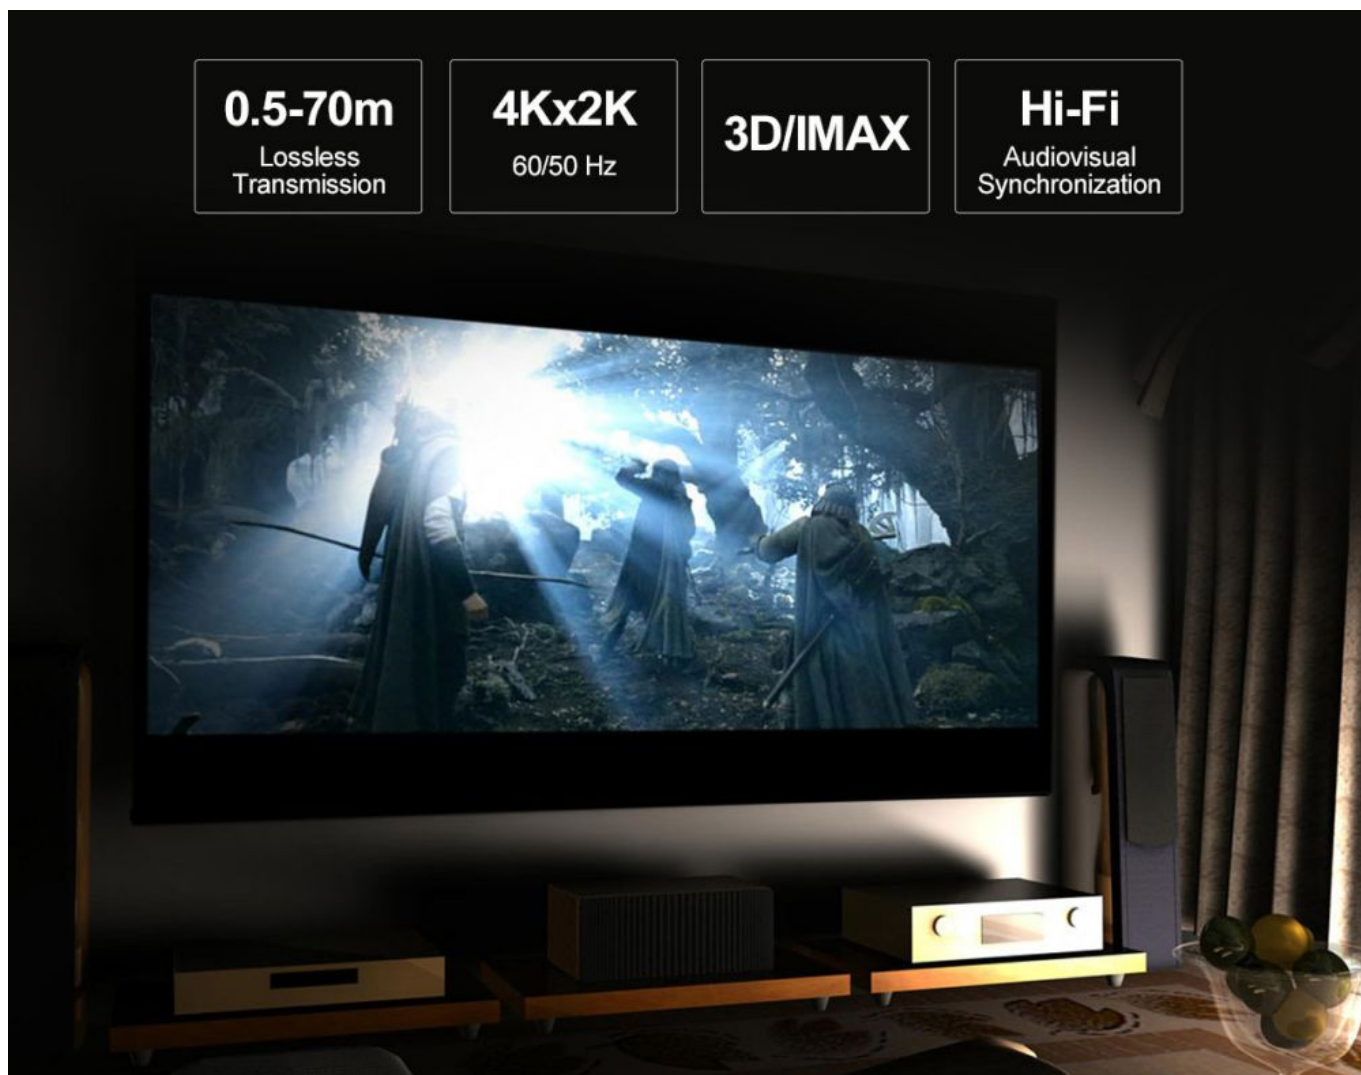 0.5-70m
Lossless
Transmission
4Kx2K
60/50 Hz
3D/IMAX
Hi-Fi
Audiovisual
Synchronization